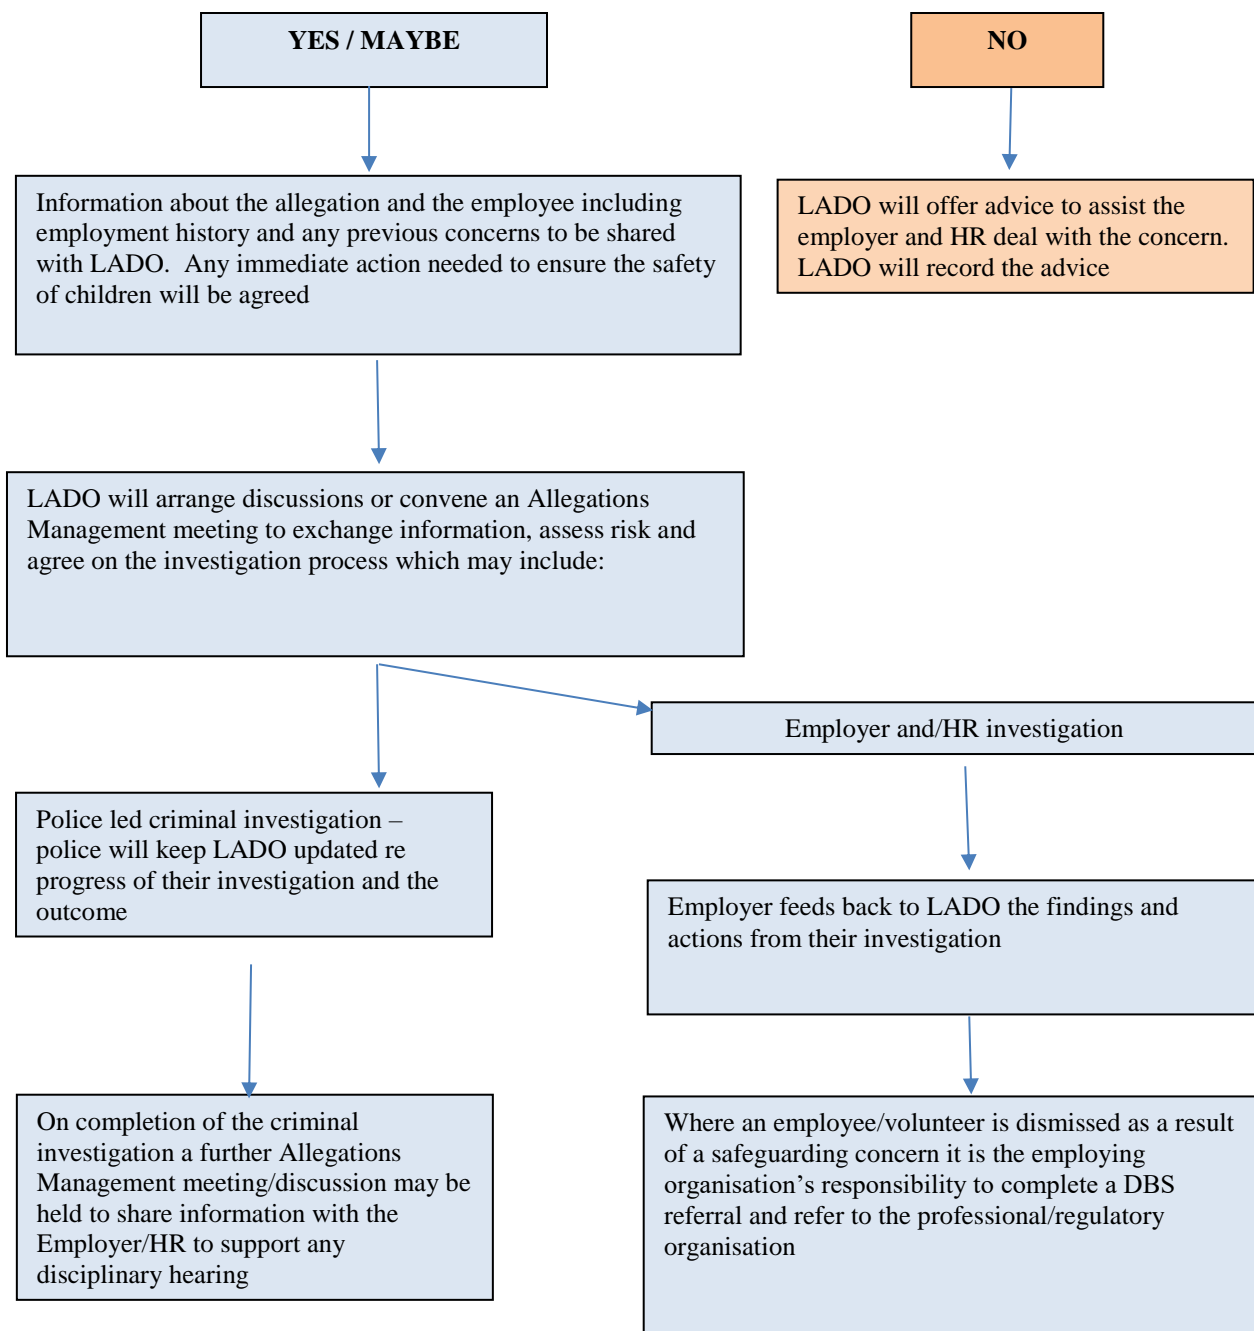 YES / MAYBE
NO
Information about the allegation and the employee including
employment history and any previous concerns to be shared
with LADO.  Any immediate action needed to ensure the safety
of children will be agreed
LADO will offer advice to assist the
employer and HR deal with the concern.
LADO will record the advice
LADO will arrange discussions or convene an Allegations
Management meeting to exchange information, assess risk and
agree on the investigation process which may include:
Employer and/HR investigation
Police led criminal investigation –
police will keep LADO updated re
progress of their investigation and the
outcome
Employer feeds back to LADO the findings and
actions from their investigation
On completion of the criminal
investigation a further Allegations
Management meeting/discussion may be
held to share information with the
Employer/HR to support any
disciplinary hearing
Where an employee/volunteer is dismissed as a result
of a safeguarding concern it is the employing
organisation’s responsibility to complete a DBS
referral and refer to the professional/regulatory
organisation